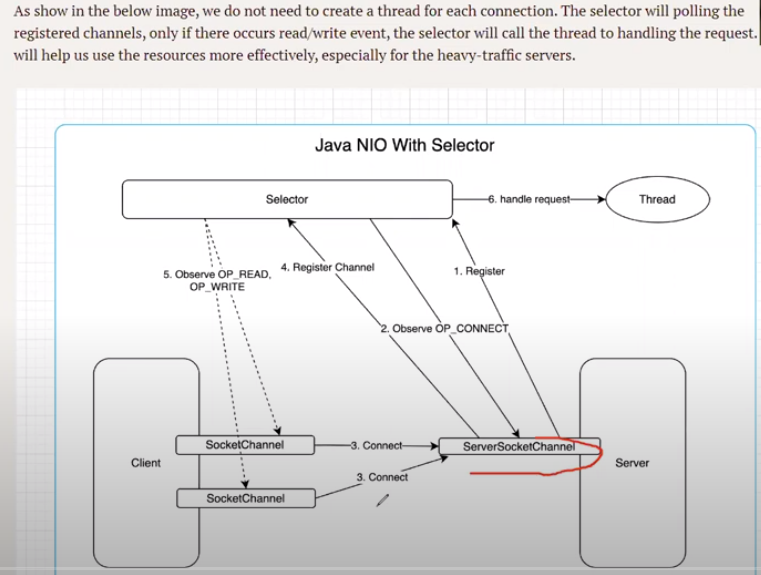 As show in the below image, we do not need to create a thread for each connection. The selector will polling the
registered channels, only if there occurs read/write event, the selector will call the thread to handling the request.
will help us use the resources more effectively, especially for the heavy-traffic servers.
Java NIO With Selector
Selector
6. handle request
Thread
5. Observe OP_READ,
OP_WRITE
4. Register Channel
1. Register
2. Observe OP_CONNECT
SocketChannel
3. Connect
ServerSocketChannel
Client
Server
3. Connect
SocketChannel